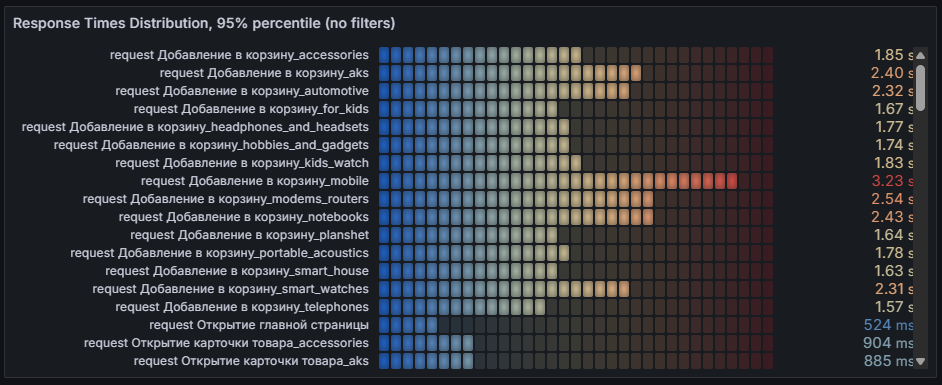 Response Times Distribution, 95% percentile (no filters)
request Добавление в корзину_accessories 1.85 s
request Добавление в корзину_aks 2.40 s
request Добавление в корзину_automotive 2.32 s
request Добавление в корзину_for_kids 1.67 s
request Добавление в корзину_headphones_and_headsets 1.77 s
request Добавление в корзину_hobbies_and_gadgets 1.74 s
request Добавление в корзину_kids_watch 1.83 s
request Добавление в корзину_mobile 3.23 s
request Добавление в корзину_modems_routers 2.54 s
request Добавление в корзину_notebooks 2.43 s
request Добавление в корзину_planshet 1.64 s
request Добавление в корзину_portable_acoustics 1.78 s
request Добавление в корзину_smart_house 1.63 s
request Добавление в корзину_smart_watches 2.31 s
request Добавление в корзину_telephones 1.57 s
request Открытие главной страницы 524 ms
request Открытие карточки товара_accessories 904 ms
request Открытие карточки товара_aks 885 ms